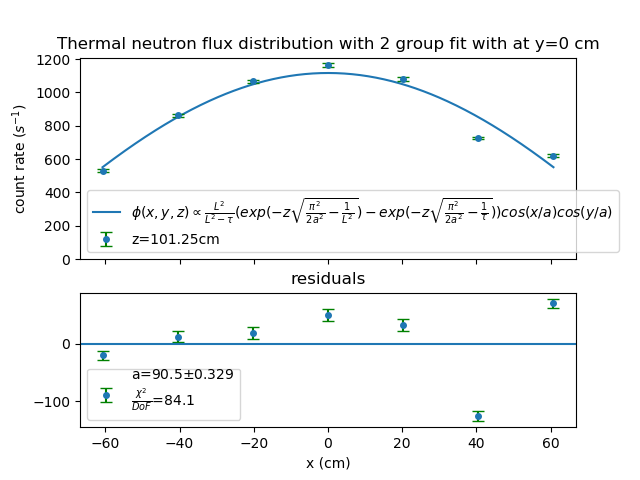 Thermal neutron flux distribution with 2 group fit with at y=0 cm
1200
1000
800
600
400
200
0
count rate (s⁻¹)
ϕ(x, y, z) ∝ L²/(L²−τ) (exp(−z√(π²/2a² − 1/L²)) − exp(−z√(π²/2a² − 1/τ)))cos(x/a)cos(y/a)
z=101.25cm
residuals
0
−100
a=90.5±0.329
χ²/DoF=84.1
−60 −40 −20 0 20 40 60
x (cm)